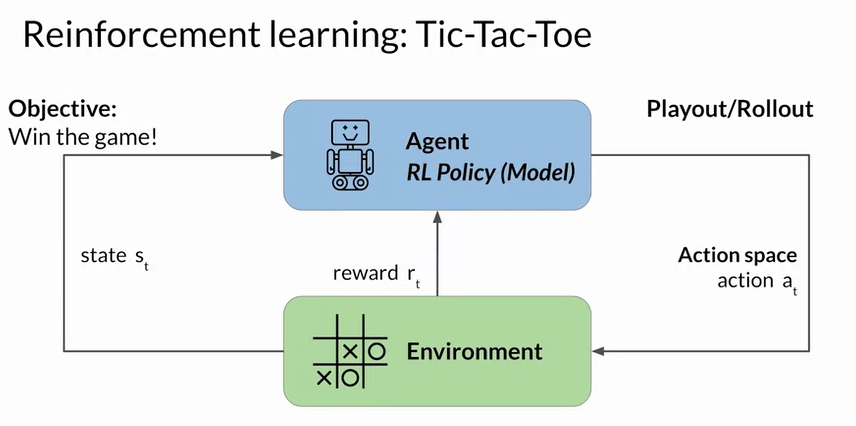 Reinforcement learning: Tic-Tac-Toe
Objective:
Win the game!
Playout/Rollout
Agent
RL Policy (Model)
state st
reward rt
Action space
action at
X O
Environment
X O